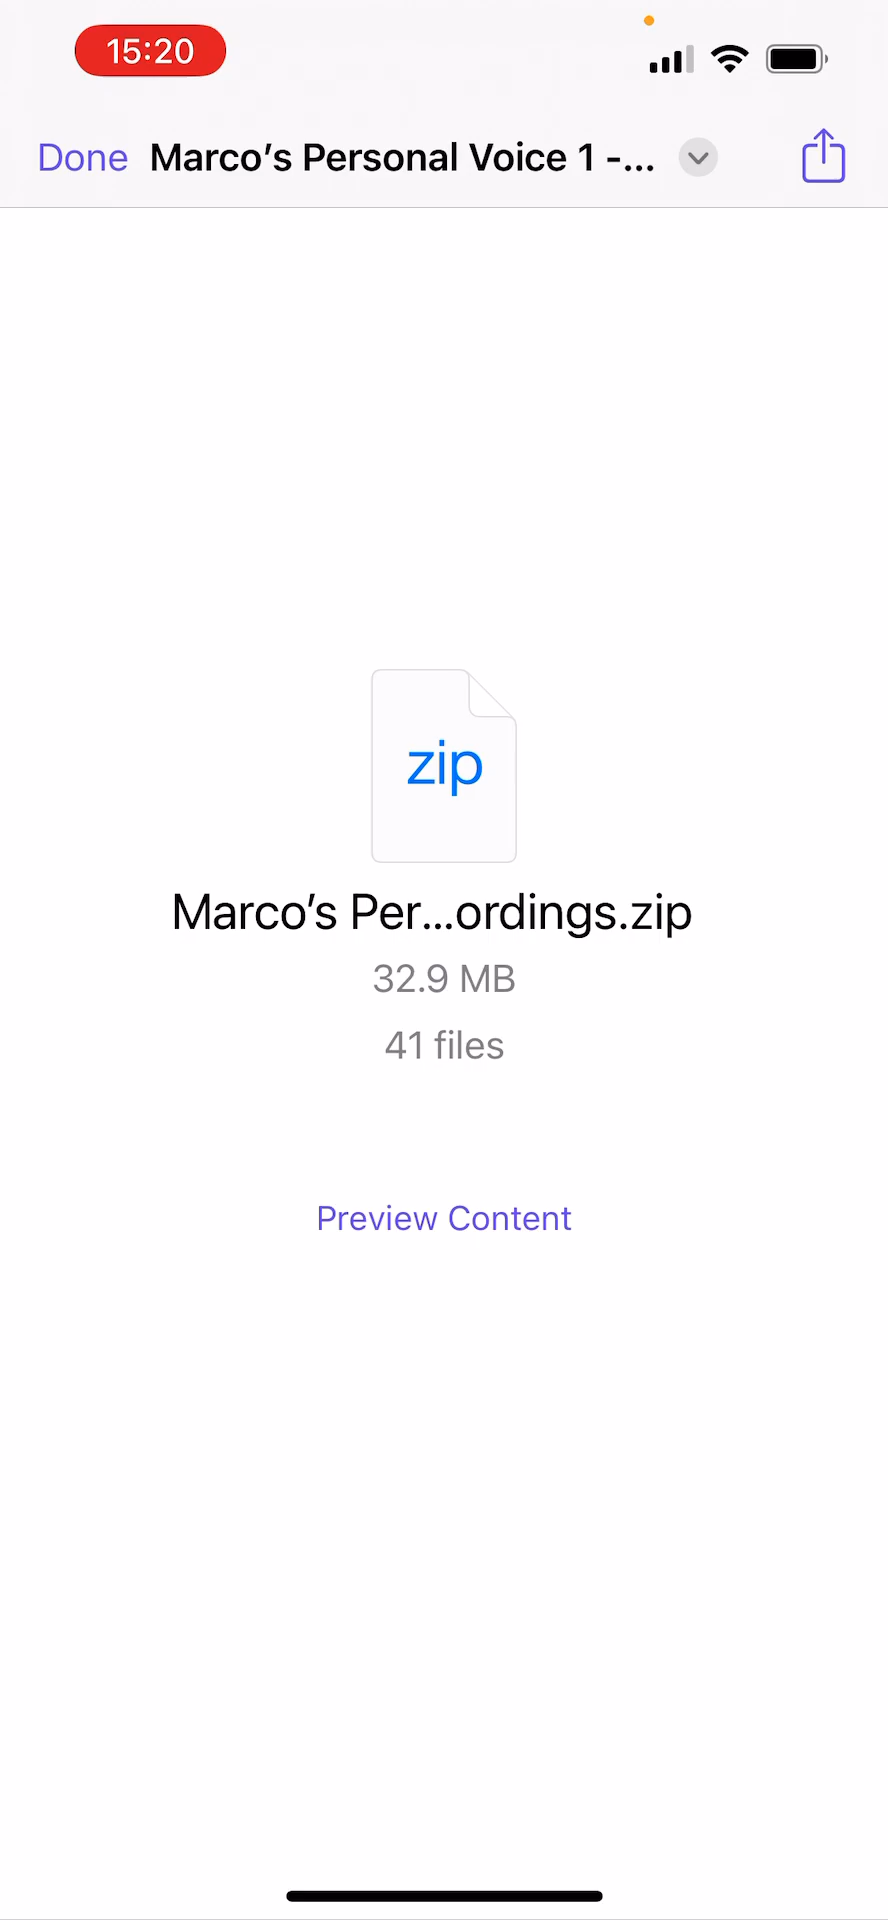 15:20
Done Marco’s Personal Voice 1 -...
zip
Marco’s Per...ordings.zip
32.9 MB
41 files
Preview Content